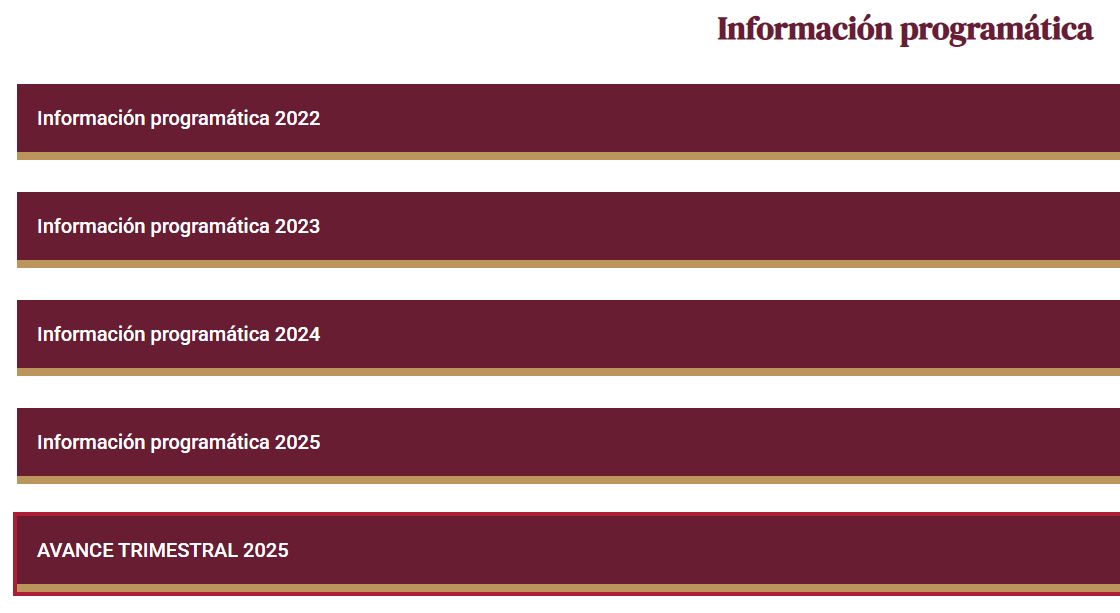 Información programática
Información programática 2022
Información programática 2023
Información programática 2024
Información programática 2025
AVANCE TRIMESTRAL 2025